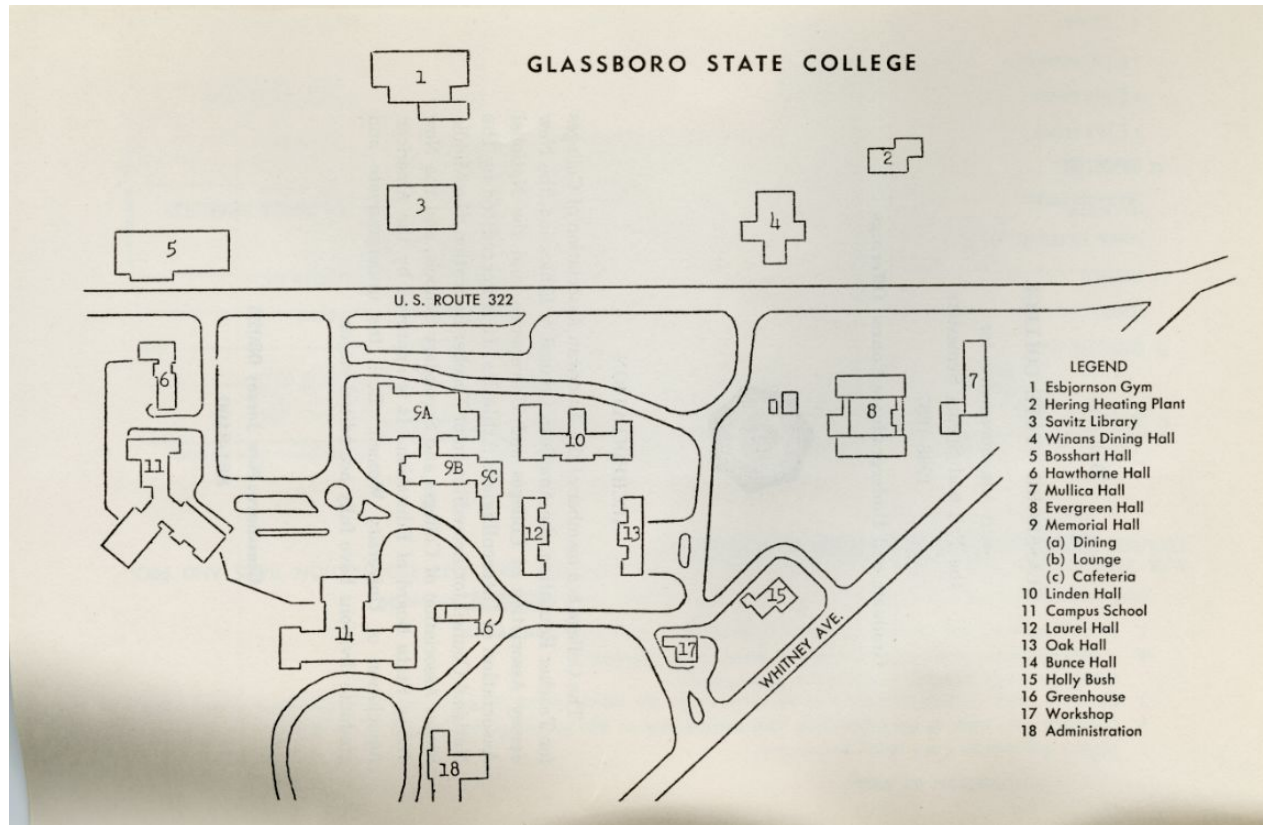 GLASSBORO STATE COLLEGE
1
2
3
4
5
U. S. ROUTE 322
6
7
8
9A
9B
9C
10
11
12
13
14
15
16
17
18
WHITNEY AVE.
LEGEND
1 Esbjornson Gym
2 Hering Heating Plant
3 Savitz Library
4 Winans Dining Hall
5 Bosshart Hall
6 Hawthorne Hall
7 Mullica Hall
8 Evergreen Hall
9 Memorial Hall
(a) Dining
(b) Lounge
(c) Cafeteria
10 Linden Hall
11 Campus School
12 Laurel Hall
13 Oak Hall
14 Bunce Hall
15 Holly Bush
16 Greenhouse
17 Workshop
18 Administration